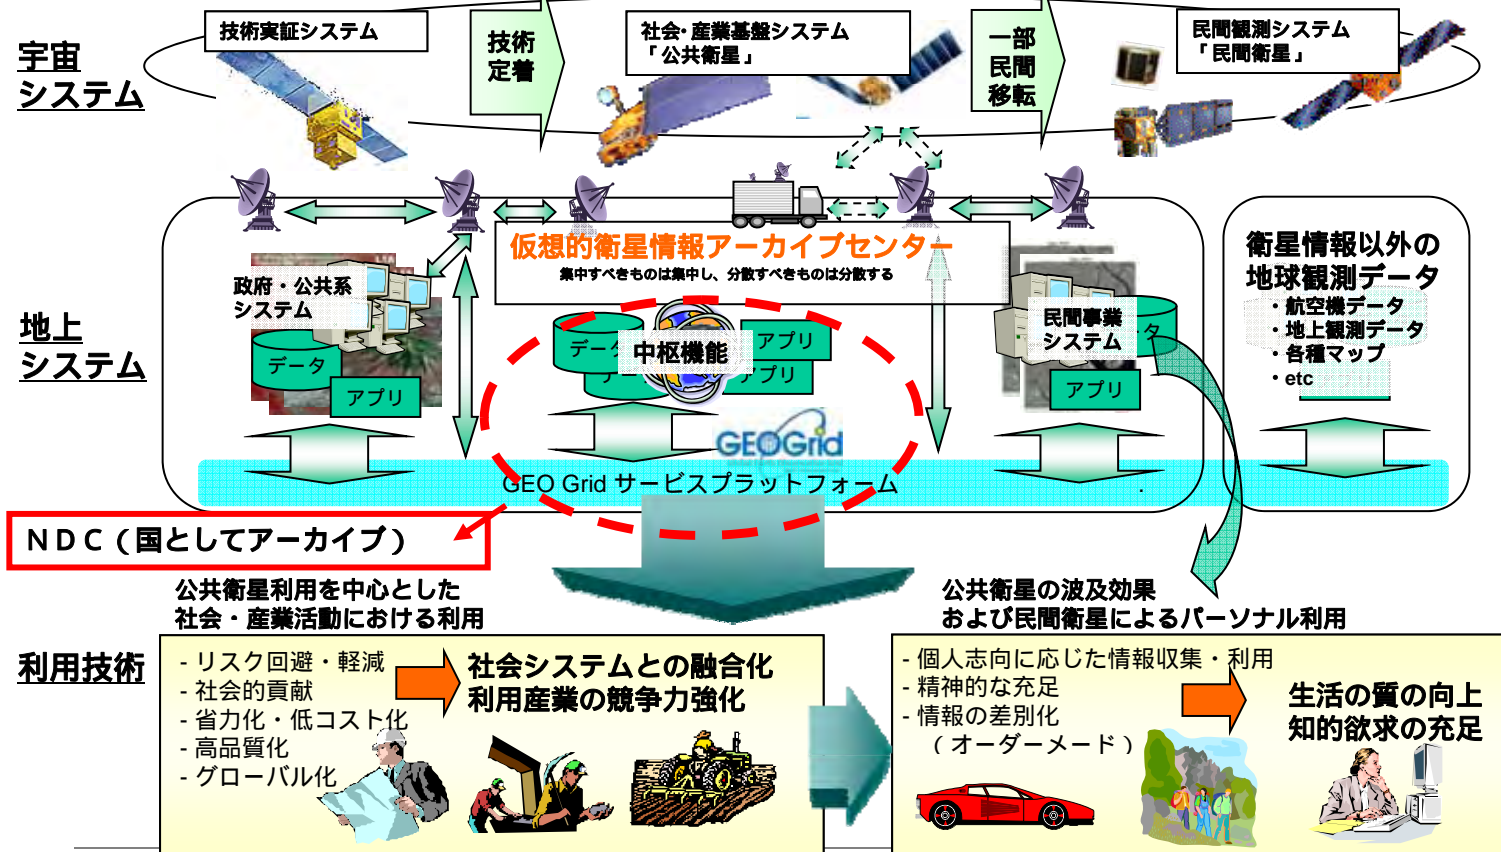 宇宙
システム
技術実証システム
技術
定着
社会・産業基盤システム
「公共衛星」
一部
民間
移転
民間観測システム
「民間衛星」
地上
システム
仮想的衛星情報アーカイブセンター
集中すべきものは集中し、分散すべきものは分散する
政府・公共系
システム
データ
アプリ
データ
中枢機能
アプリ
デー
アプリ
GEOGrid
民間事業
システム
タ
アプリ
GEO Grid サービスプラットフォーム
衛星情報以外の
地球観測データ
・航空機データ
・地上観測データ
・各種マップ
・etc
NDC(国としてアーカイブ)
利用技術
公共衛星利用を中心とした
社会・産業活動における利用
- リスク回避・軽減
- 社会的貢献
- 省力化・低コスト化
- 高品質化
- グローバル化
社会システムとの融合化
利用産業の競争力強化
公共衛星の波及効果
および民間衛星によるパーソナル利用
- 個人志向に応じた情報収集・利用
- 精神的な充足
- 情報の差別化
(オーダーメード)
生活の質の向上
知的欲求の充足